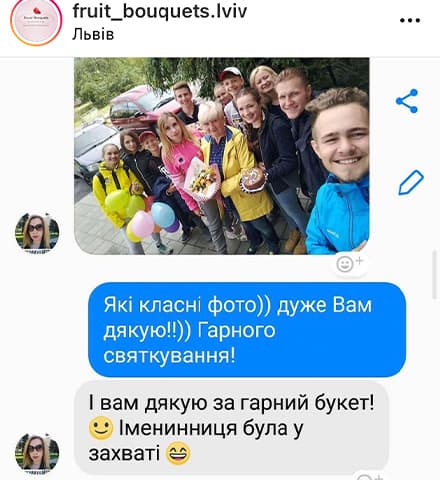 fruit_bouquets.lviv
Львів
Які класні фото)) дуже Вам
дякую!!)) Гарного
святкування!
І вам дякую за гарний букет!
🙂 Іменинниця була у
захваті 😄